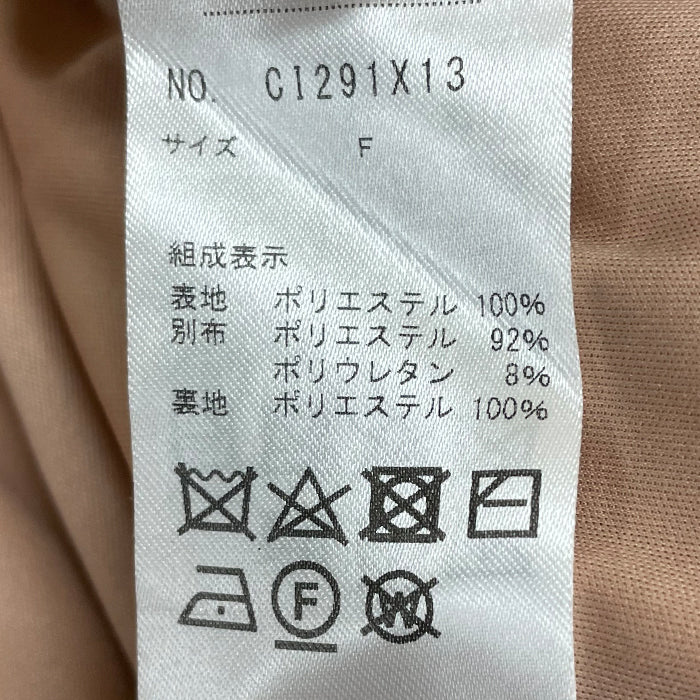 NO. CI291X13
サイズ F
組成表示
表地 ポリエステル 100%
別布 ポリエステル 92%
ポリウレタン 8%
裏地 ポリエステル 100%
F
W